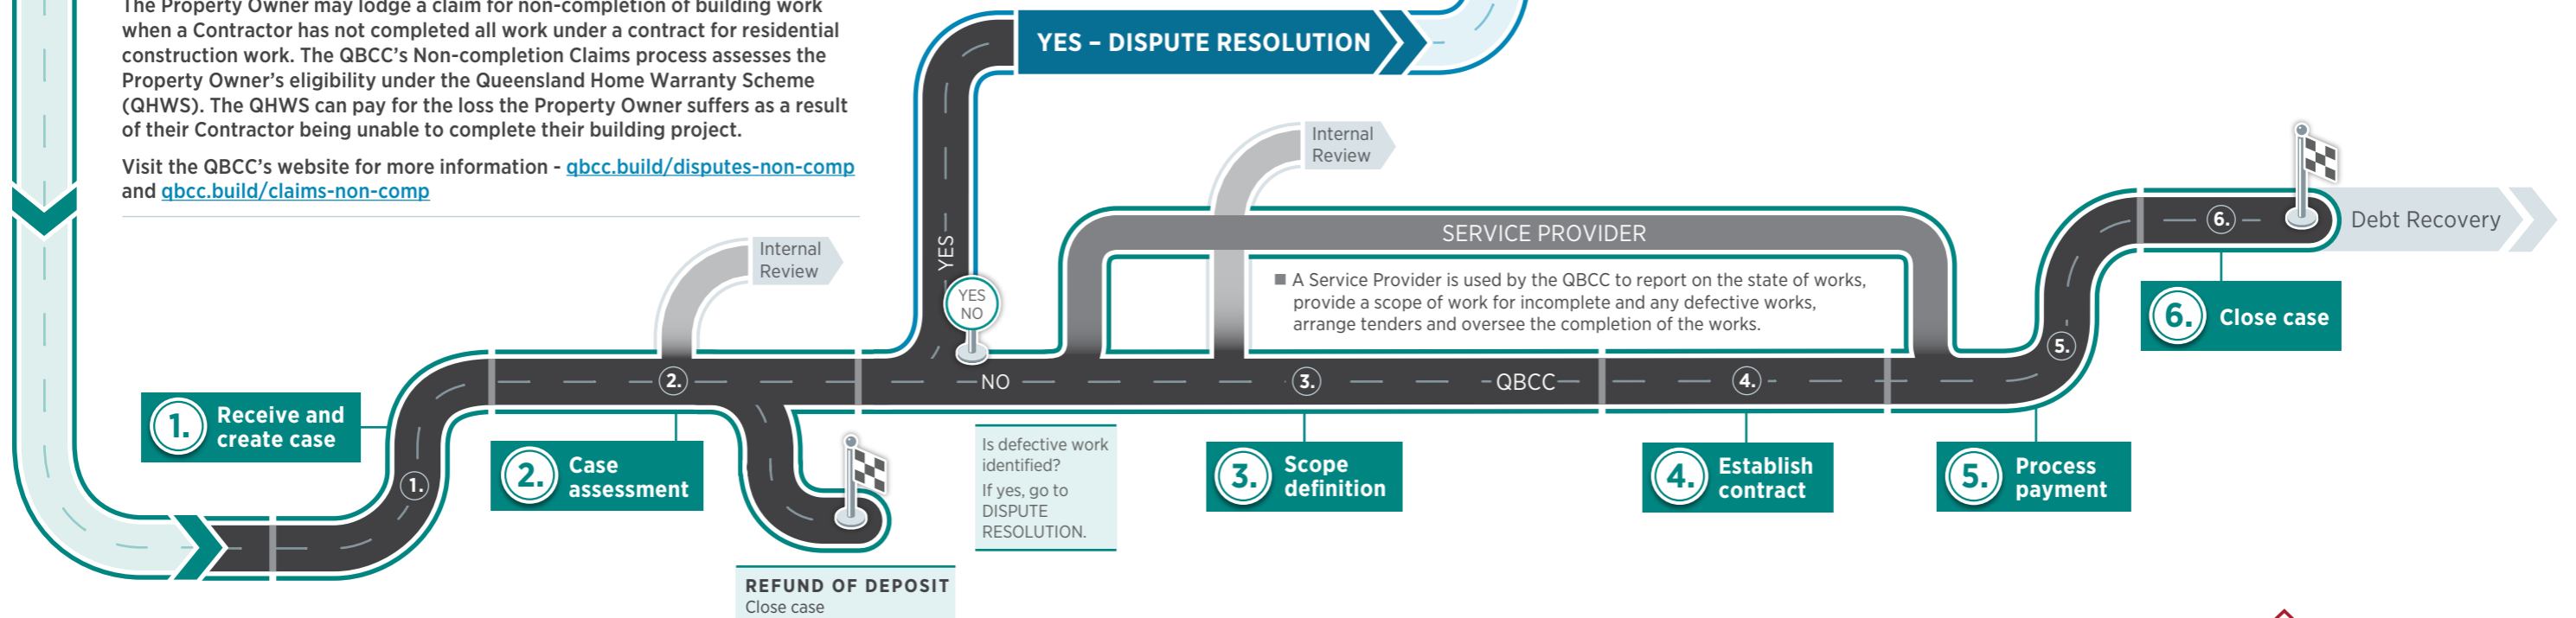 The Property Owner may lodge a claim for non-completion of building work
when a Contractor has not completed all work under a contract for residential
construction work. The QBCC's Non-completion Claims process assesses the
Property Owner's eligibility under the Queensland Home Warranty Scheme
(QHWS). The QHWS can pay for the loss the Property Owner suffers as a result
of their Contractor being unable to complete their building project.
Visit the QBCC's website for more information - qbcc.build/disputes-non-comp
and qbcc.build/claims-non-comp
YES – DISPUTE RESOLUTION
Internal
Review
Internal
Review
YES
YES
NO
SERVICE PROVIDER
■ A Service Provider is used by the QBCC to report on the state of works,
provide a scope of work for incomplete and any defective works,
arrange tenders and oversee the completion of the works.
6.
Debt Recovery
6. Close case
5.
2.
NO
3.
QBCC
4.
1. Receive and
create case
1.
2. Case
assessment
Is defective work
identified?
If yes, go to
DISPUTE
RESOLUTION.
3. Scope
definition
4. Establish
contract
5. Process
payment
REFUND OF DEPOSIT
Close case